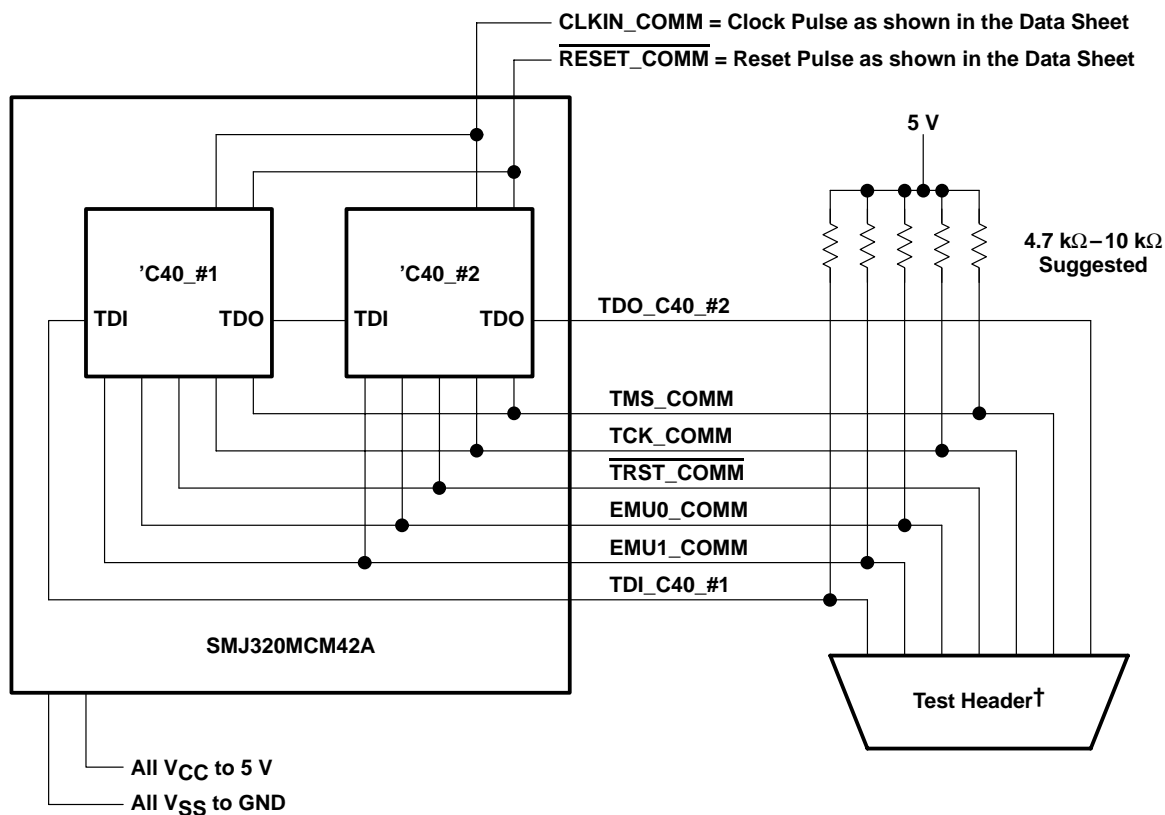 CLKIN_COMM = Clock Pulse as shown in the Data Sheet
RESET_COMM = Reset Pulse as shown in the Data Sheet
5 V
4.7 kΩ–10 kΩ
Suggested
’C40_#1
’C40_#2
TDI
TDO
TDI
TDO
TDO_C40_#2
TMS_COMM
TCK_COMM
TRST_COMM
EMU0_COMM
EMU1_COMM
TDI_C40_#1
SMJ320MCM42A
Test Header†
All VCC to 5 V
All VSS to GND